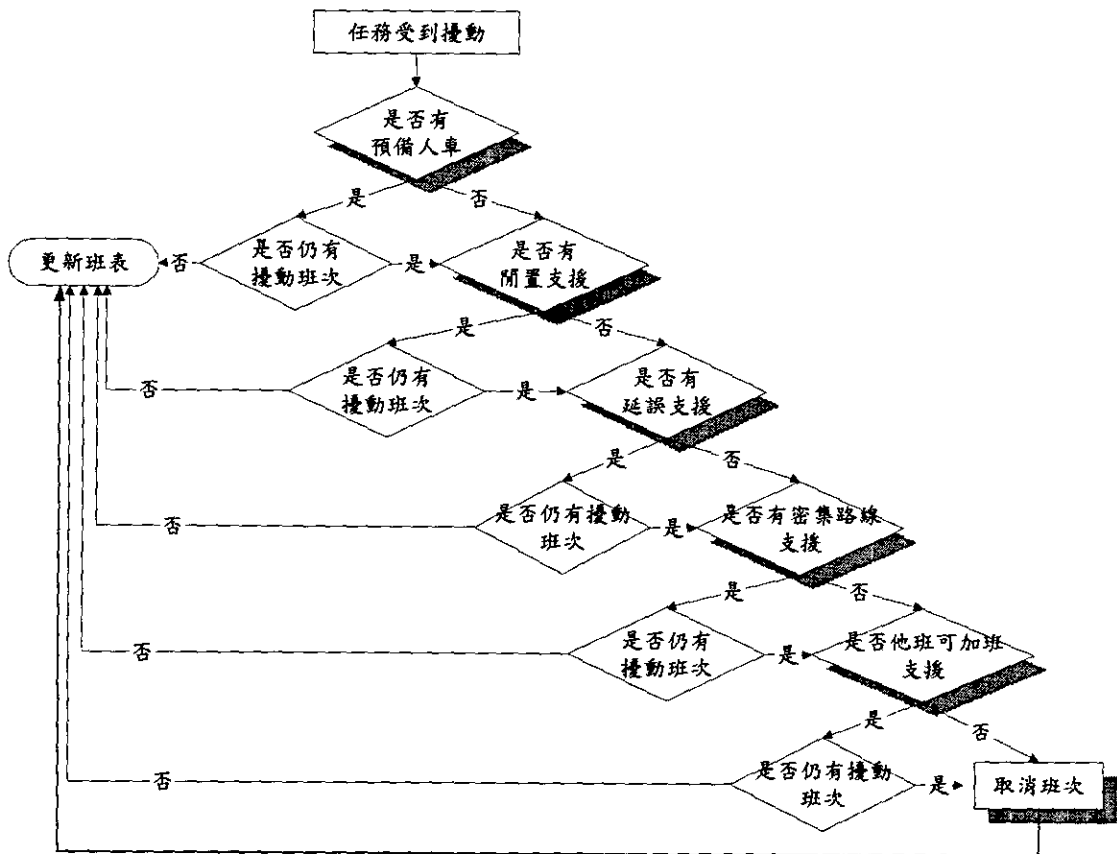 任務受到擾動
是否有
預備人車
是
否
更新班表
否
是否仍有
擾動班次
是
是否有
閒置支援
是
否
否
是否仍有
擾動班次
是
是否有
延誤支援
是
否
否
是否仍有擾動
班次
是
是否有密集路線
支援
是
否
否
是否仍有
擾動班次
是
是否他班可加班
支援
是
否
否
是否仍有擾動
班次
是
取消班次